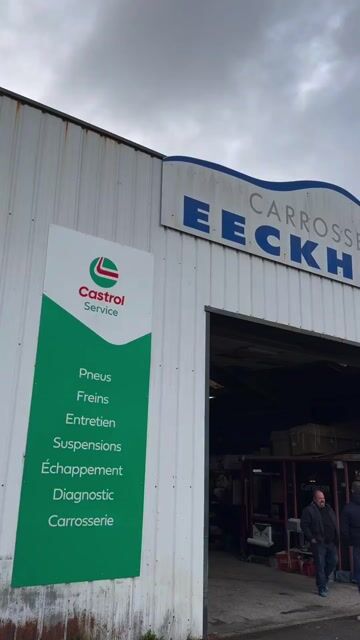 CARROSSE
EECKH
Castrol
Service
Pneus
Freins
Entretien
Suspensions
Échappement
Diagnostic
Carrosserie